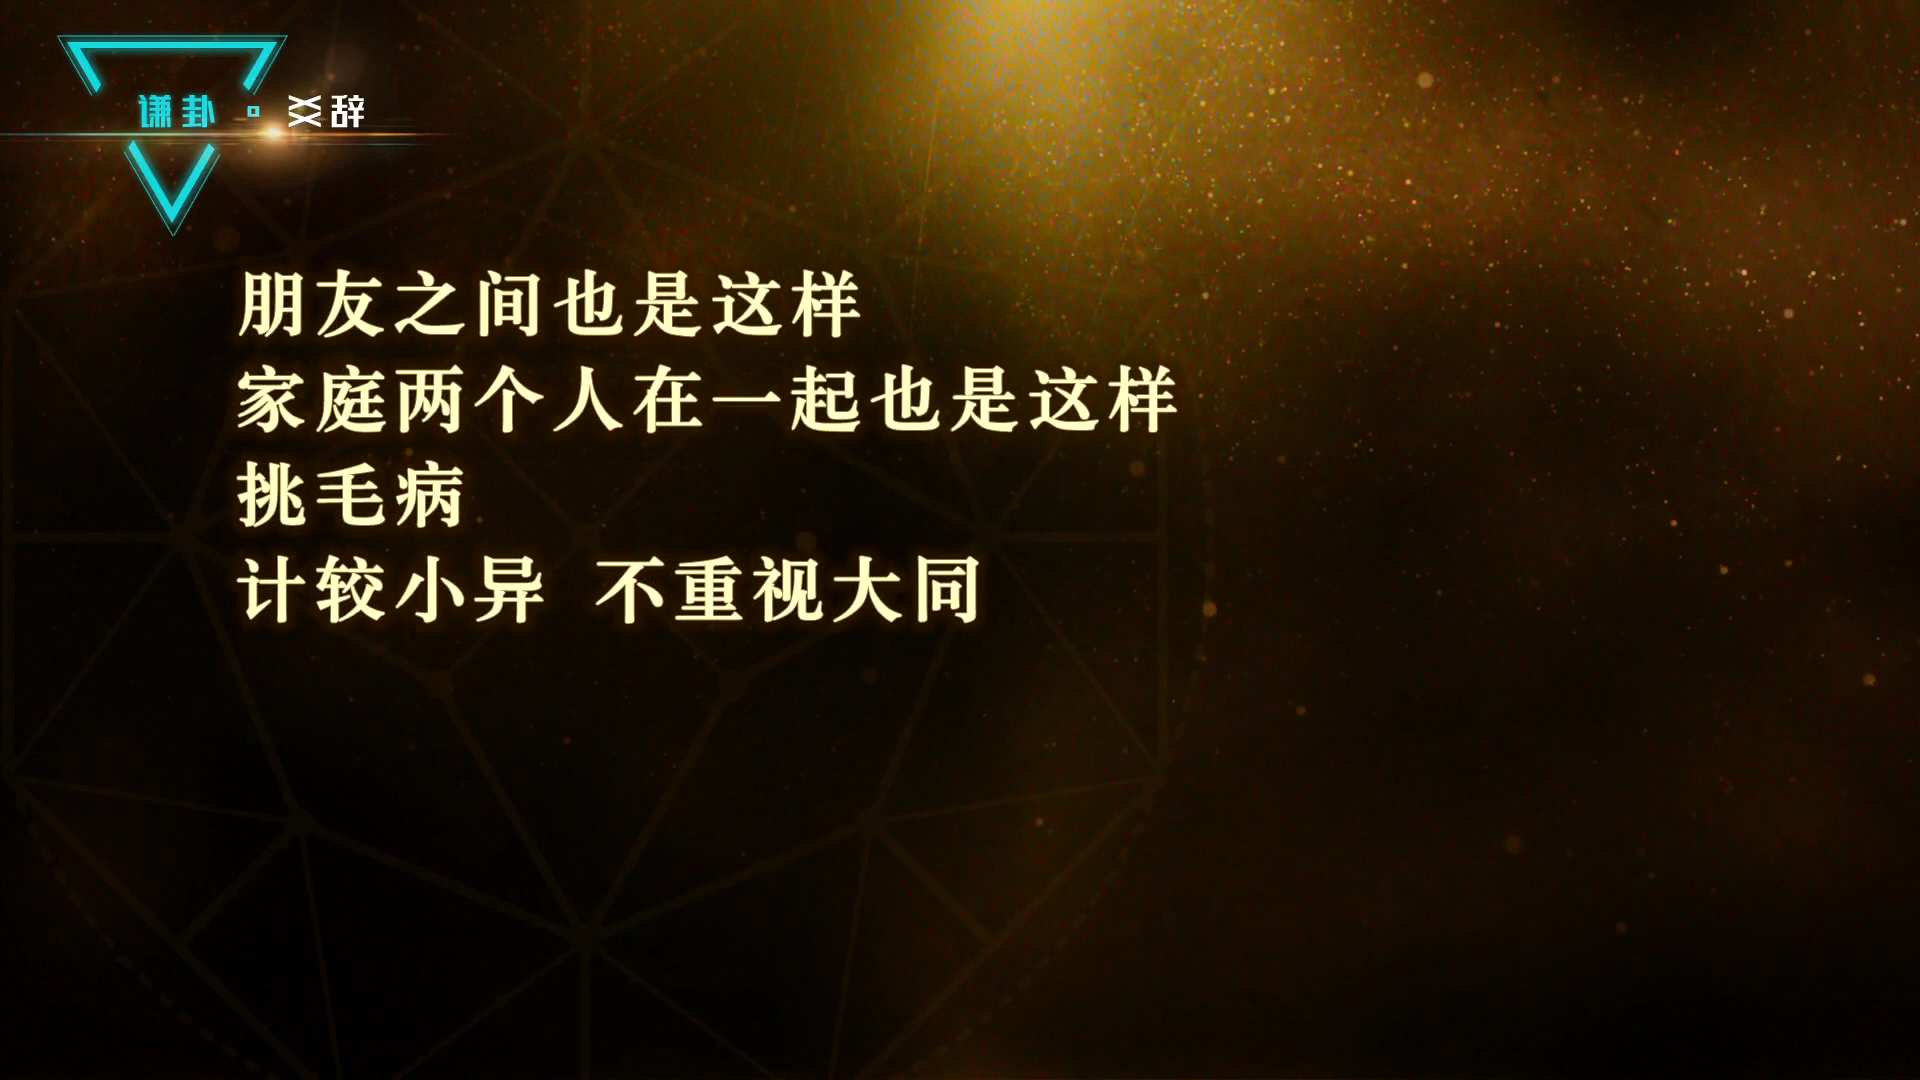 谦卦·爻辞
朋友之间也是这样
家庭两个人在一起也是这样
挑毛病
计较小异 不重视大同